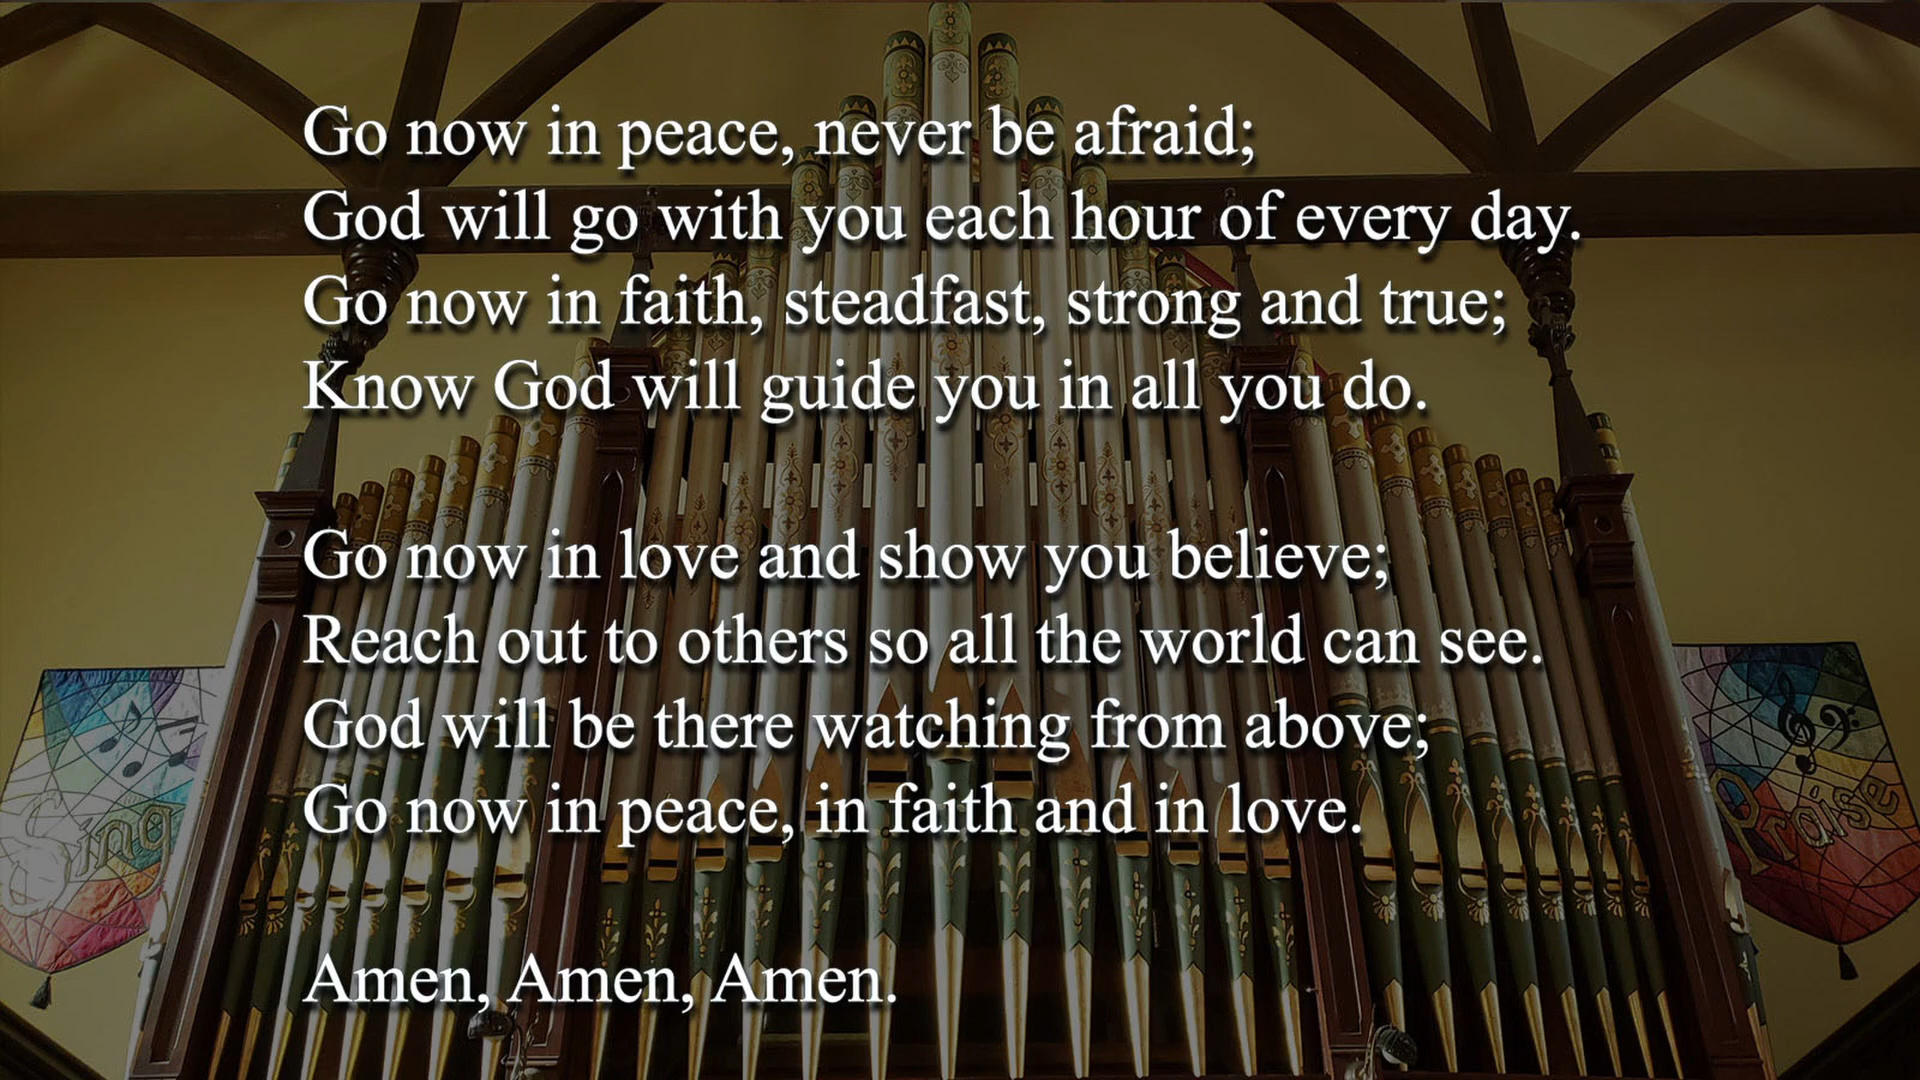 Go now in peace, never be afraid;
God will go with you each hour of every day.
Go now in faith, steadfast, strong and true;
Know God will guide you in all you do.
Go now in love and show you believe;
Reach out to others so all the world can see.
God will be there watching from above;
Go now in peace, in faith and in love.
Amen, Amen, Amen.
Sing
Praise